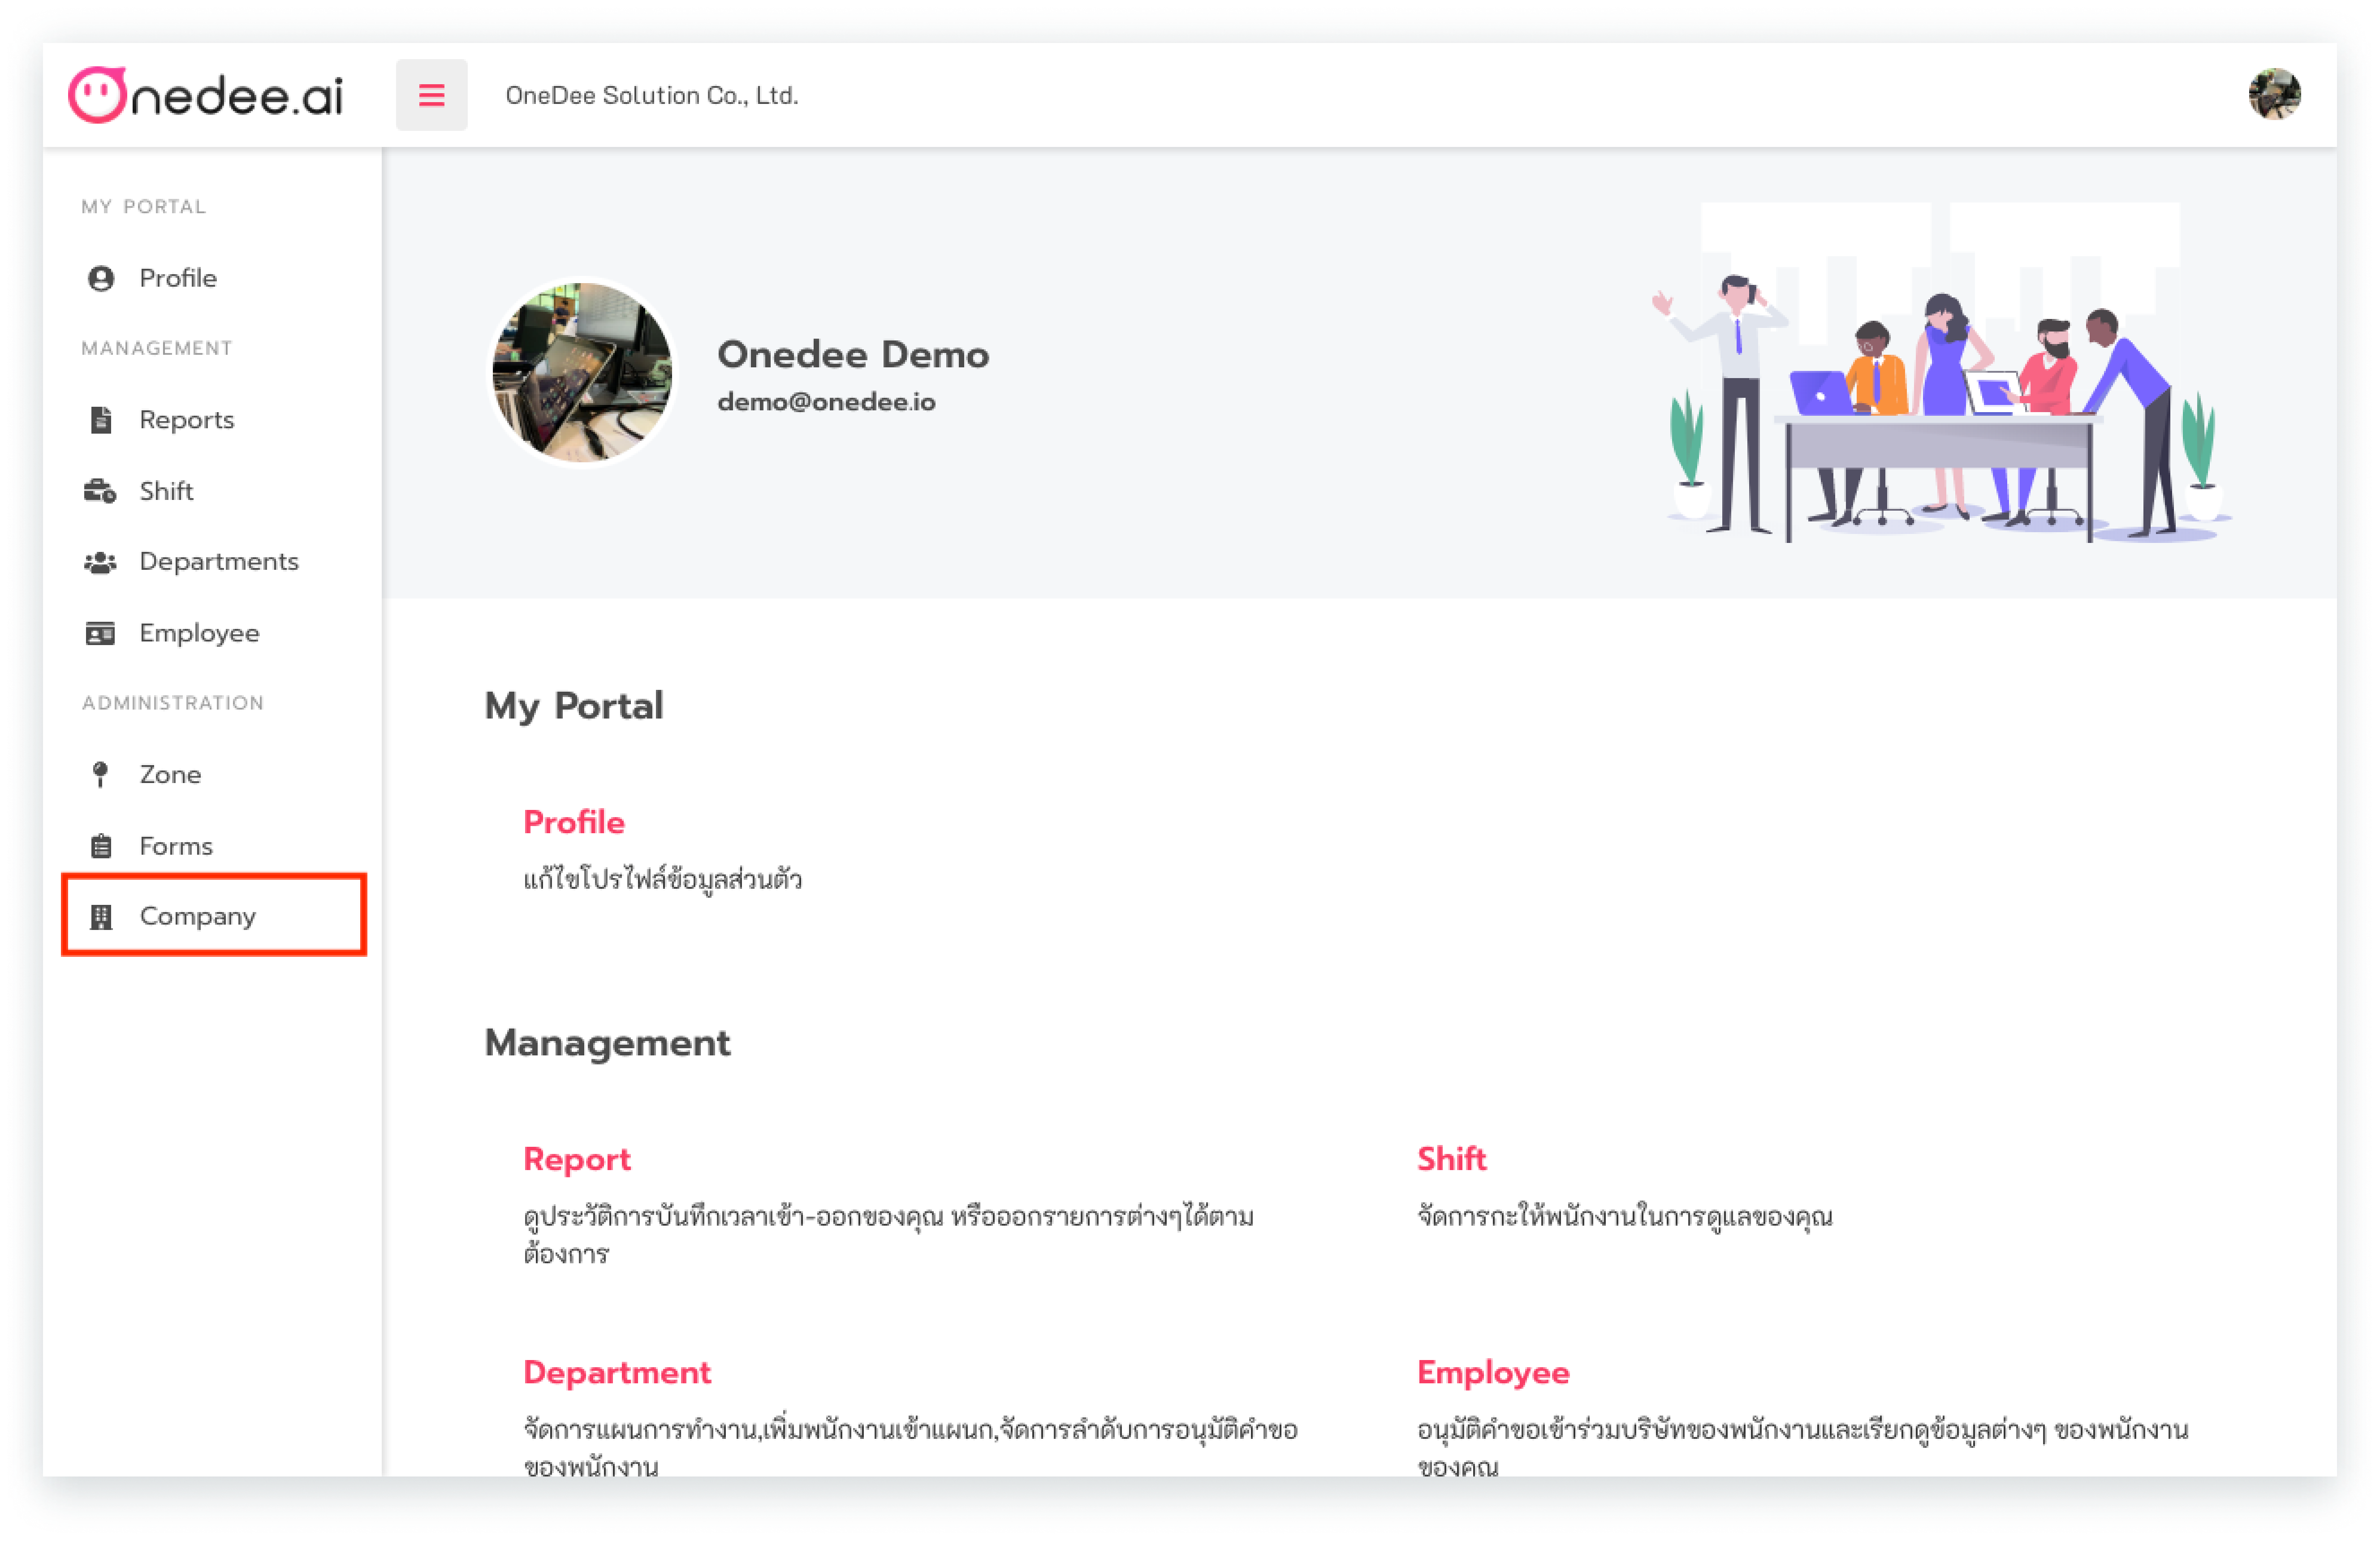 Onedee.ai
OneDee Solution Co., Ltd.
MY PORTAL
Profile
MANAGEMENT
Reports
Shift
Departments
Employee
ADMINISTRATION
Zone
Forms
Company
Onedee Demo
demo@onedee.io
My Portal
Profile
แก้ไขโปรไฟล์ข้อมูลส่วนตัว
Management
Report
ดูประวัติการบันทึกเวลาเข้า-ออกของคุณ หรือออกรายการต่างๆได้ตาม
ต้องการ
Shift
จัดการกะให้พนักงานในการดูแลของคุณ
Department
จัดการแผนการทำงาน,เพิ่มพนักงานเข้าแผนก,จัดการลำดับการอนุมัติคำขอ
ของพนักงาน
Employee
อนุมัติคำขอเข้าร่วมบริษัทของพนักงานและเรียกดูข้อมูลต่างๆ ของพนักงาน
ของคุณ